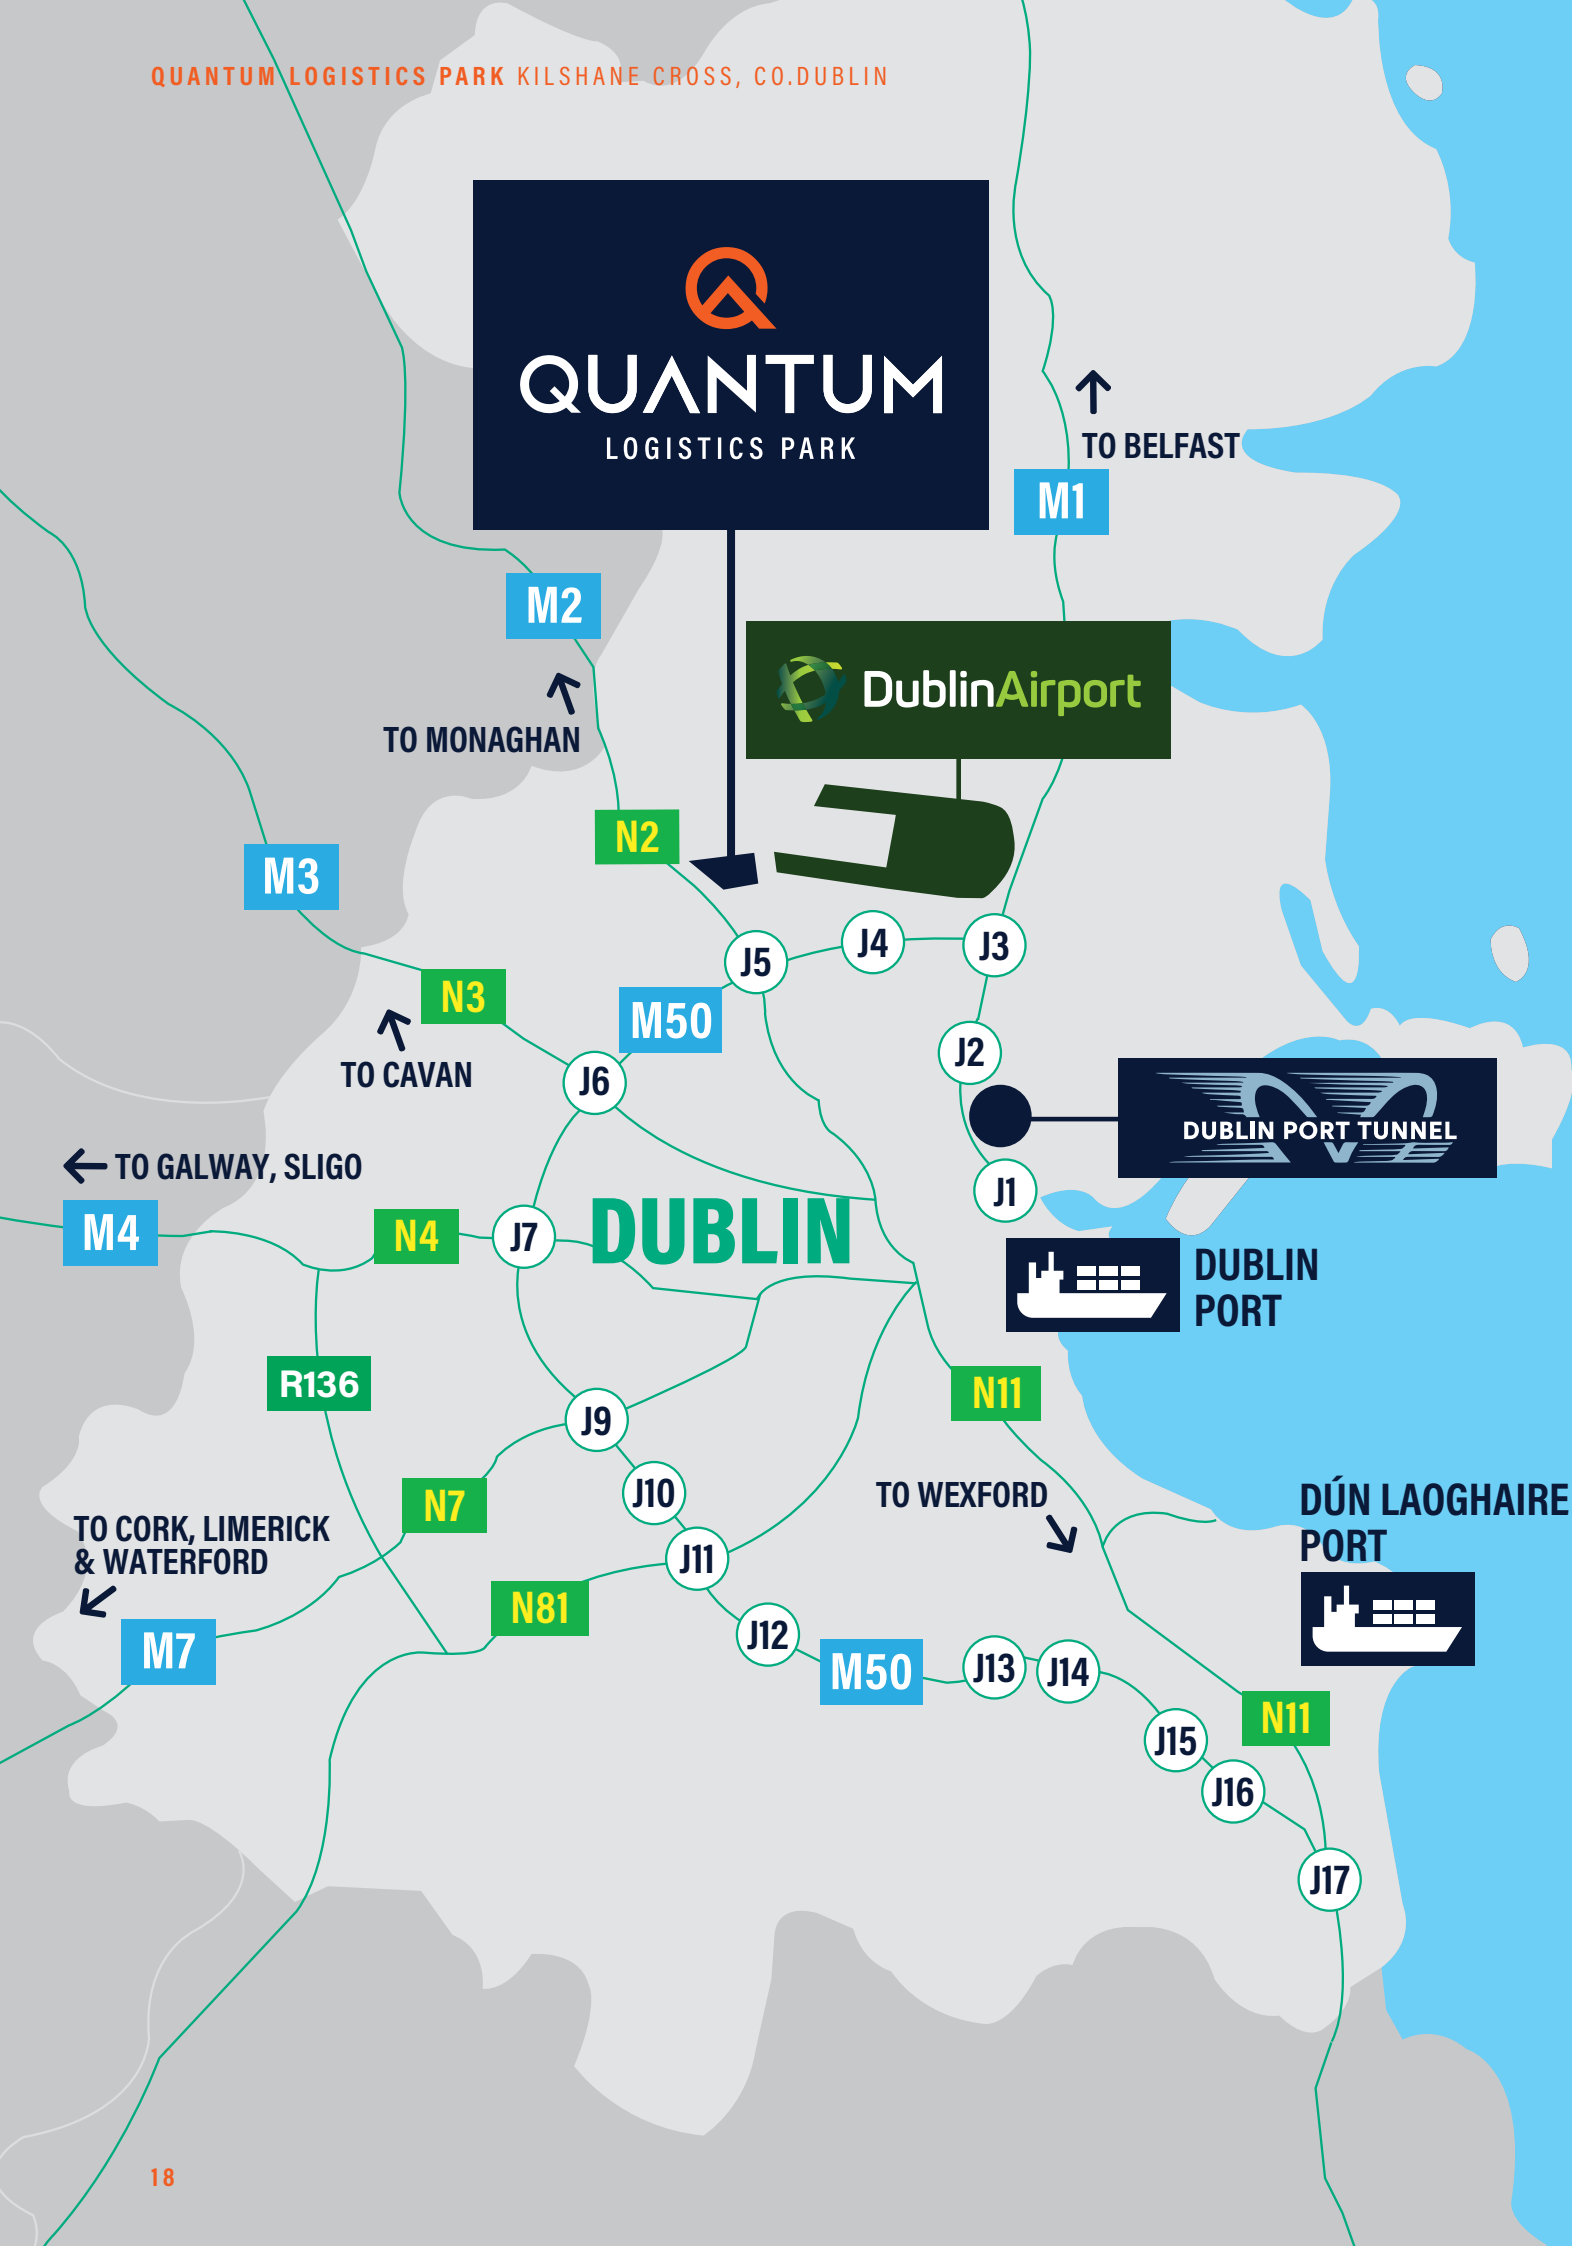 QUANTUM LOGISTICS PARK KILSHANE CROSS, CO.DUBLIN
QUANTUM
LOGISTICS PARK
TO BELFAST
M1
M2
DublinAirport
TO MONAGHAN
N2
M3
J5
J4
J3
N3
M50
TO CAVAN
J6
J2
DUBLIN PORT TUNNEL
TO GALWAY, SLIGO
J1
M4
N4
J7
DUBLIN
DUBLIN
PORT
R136
N11
J9
N7
J10
TO WEXFORD
DÚN LAOGHAIRE
PORT
TO CORK, LIMERICK
& WATERFORD
J11
N81
M7
J12
M50
J13
J14
N11
J15
J16
J17
18